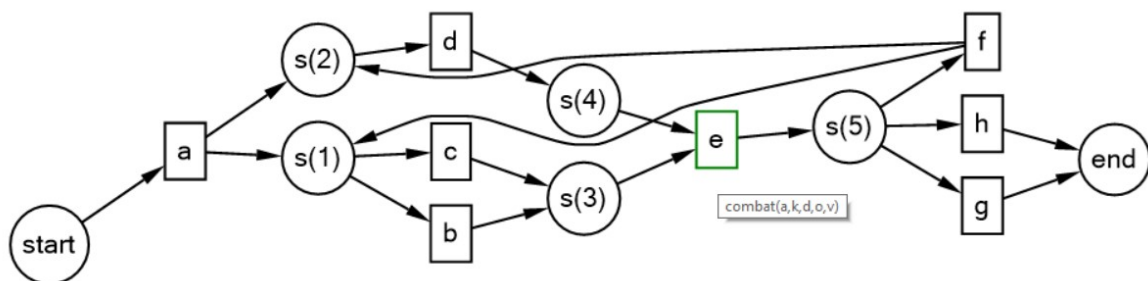 d
f
s(2)
s(4)
a
s(1)
c
e
s(5)
h
end
s(3)
b
g
combat(a,k,d,o,v)
start